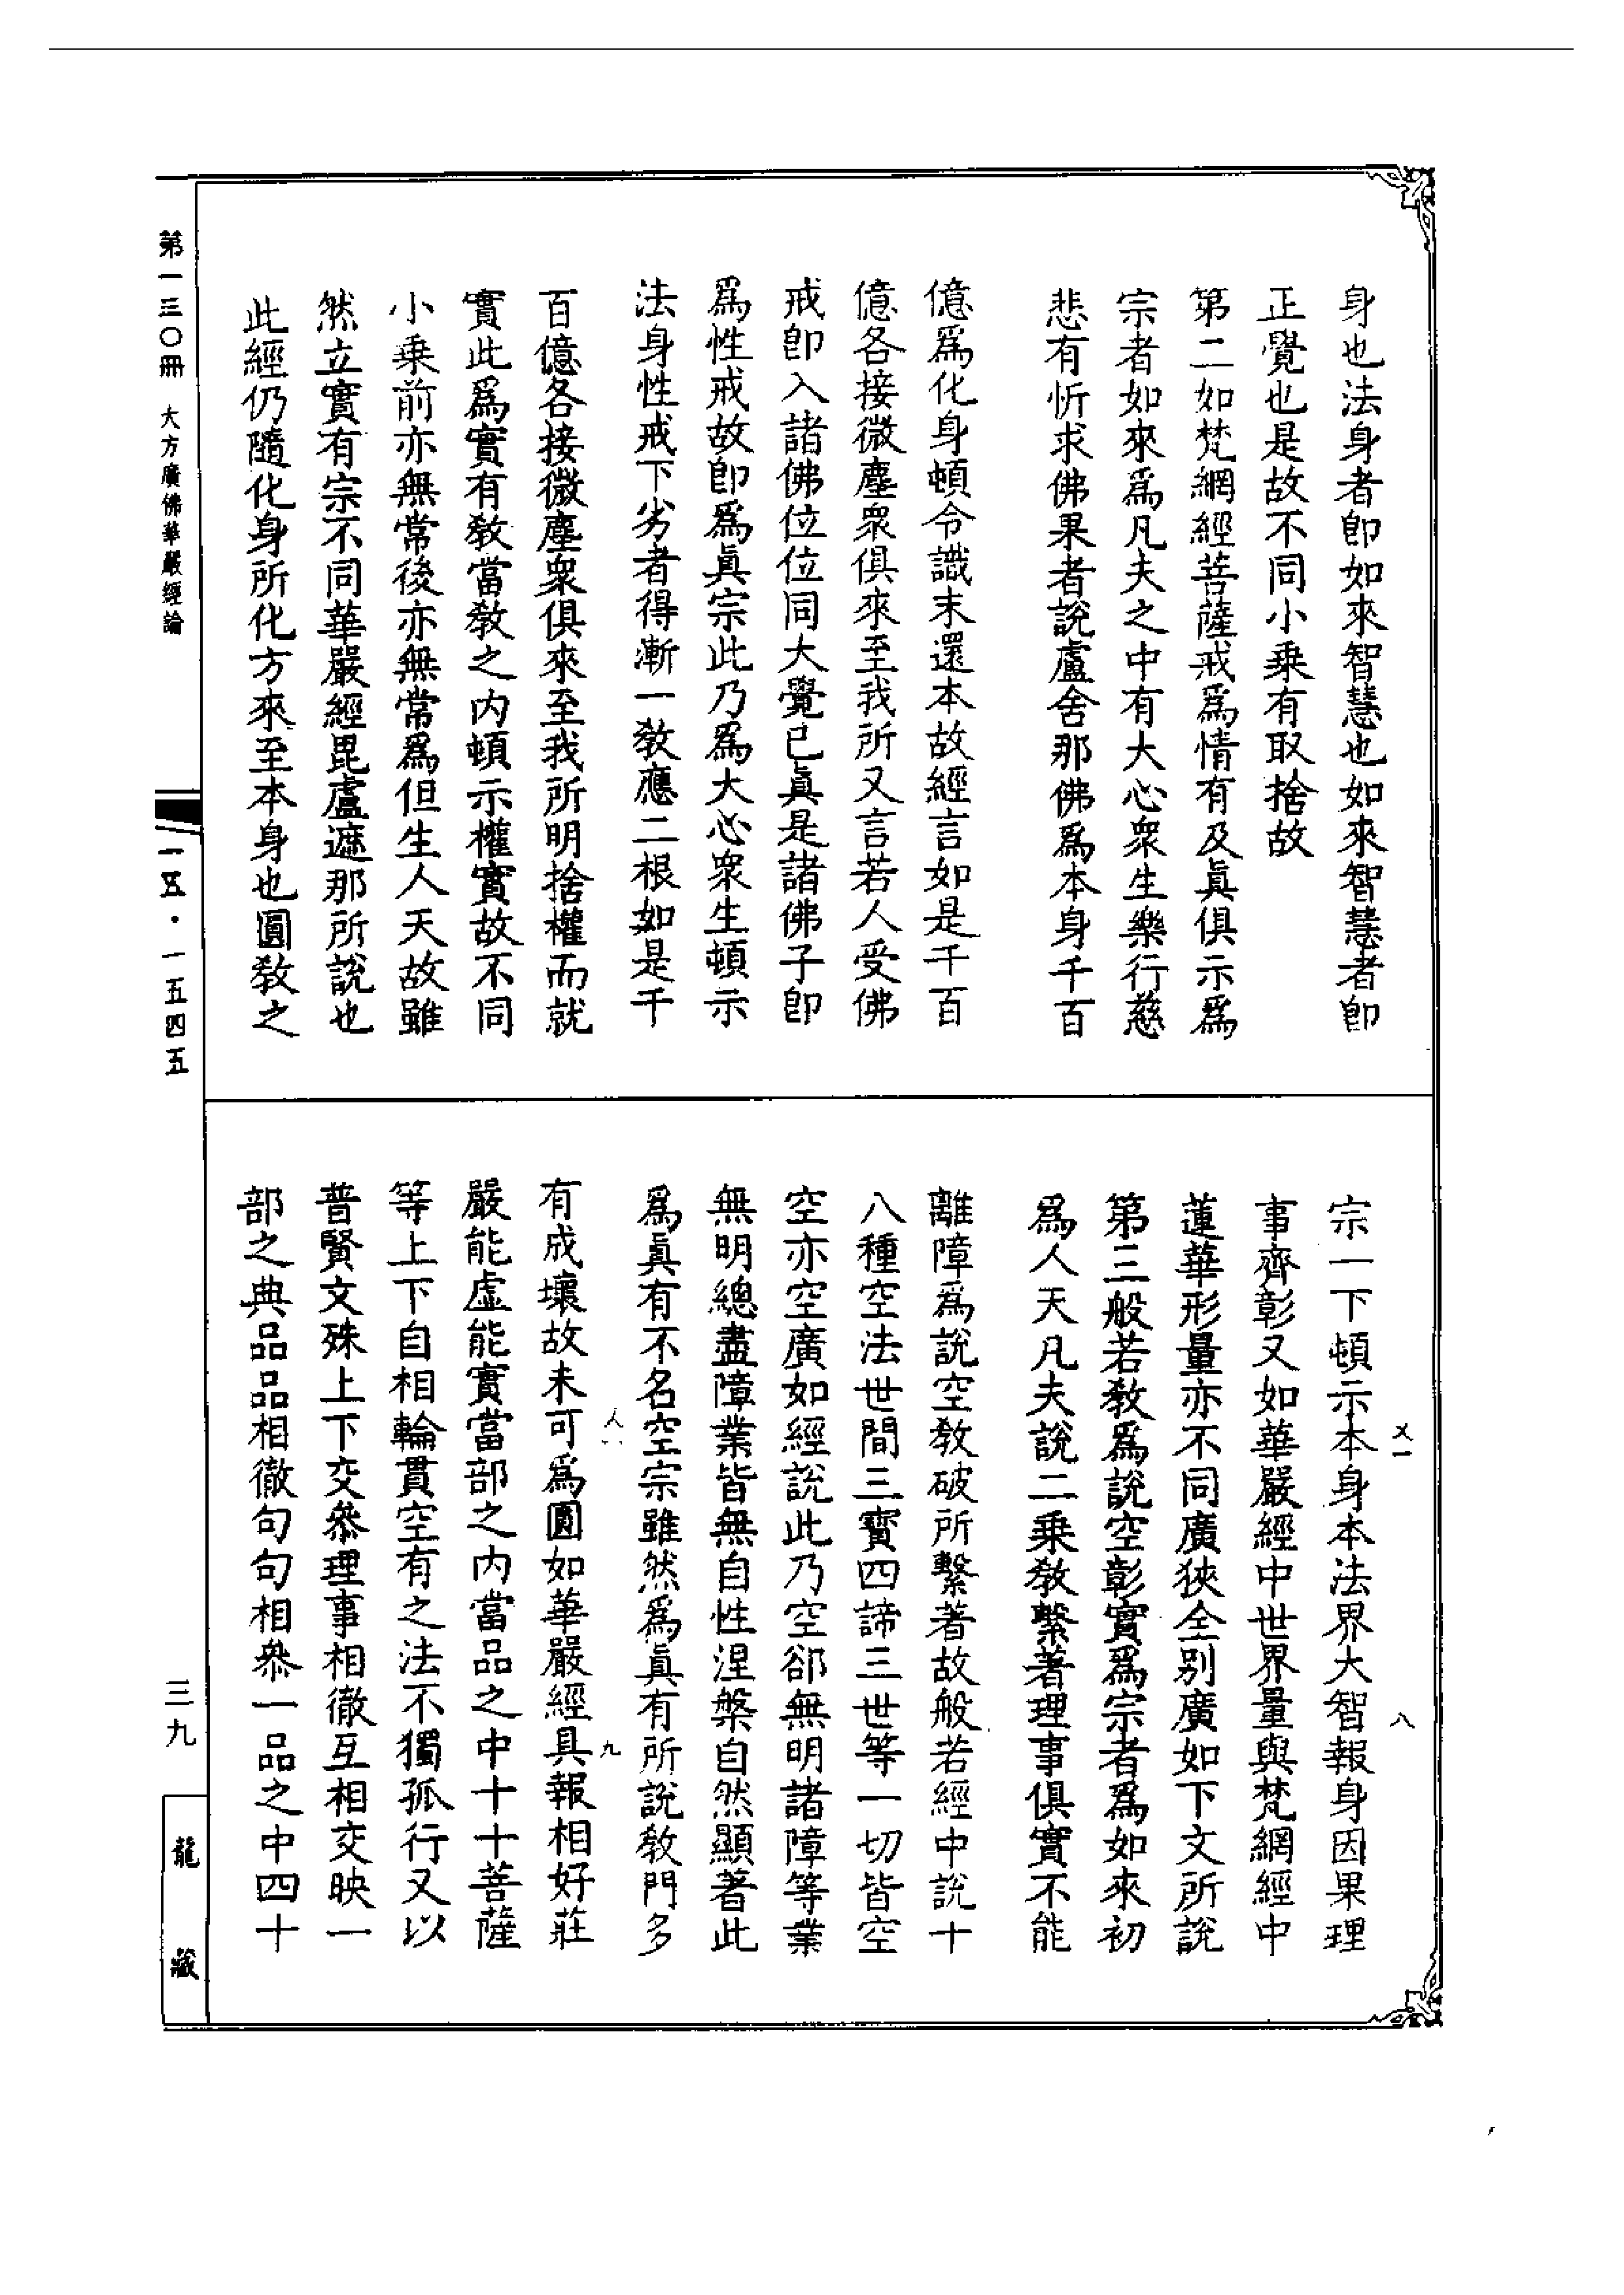 身也法身者卽如來智慧也如來智慧者卽
正覺也是故不同小乗有取捨故
第二如梵網經菩薩戒爲情有及眞俱示爲
宗者如來爲凡夫之中有大心衆生樂行慈
悲有忻求佛果者說盧舍那佛爲本身千百
億爲化身頓令識末還本故經言如是千百
億各接微塵衆俱來至我所又言若人受佛
戒卽入諸佛位位同大覺已眞是諸佛子卽
爲性戒故卽爲眞宗此乃爲大心衆生頓示
法身性戒下劣者得漸一教應二根如是千
百億各接微塵衆俱來至我所明捨權而就
實此爲實有教當教之内頓示權實故不同
小乗前亦無常後亦無常爲但生人天故雖
然立實有宗不同華嚴經毘盧遮那所說也
此經仍隨化身所化方來至本身也圓教之
宗一下頓示本身本法界大智報身因果理
事齊彰又如華嚴經中世界量與梵網經中
蓮華形量亦不同廣狹全别廣如下文所說
第三般若教爲說空彰實爲宗者爲如來初
爲人天凡夫說二乗教繫著理事俱實不能
離障爲說空教破所繫著故般若經中說十
八種空法世間三寶四諦三世等一切皆空
空亦空廣如經說此乃空卻無明諸障等業
無明總盡障業皆無自性涅槃自然顯著此
爲眞有不名空宗雖然爲眞有所說教門多
有成壞故未可爲圓如華嚴經具報相好莊
嚴能虚能實當部之内當品之中十十菩薩
等上下自相輪貫空有之法不獨孤行又以
普賢文殊上下交叅理事相徹互相交映一
部之典品品相徹句句相叅一品之中四十
第一三〇冊　大方廣佛華嚴經論
一五・一五四五
三九
龍藏
八
九